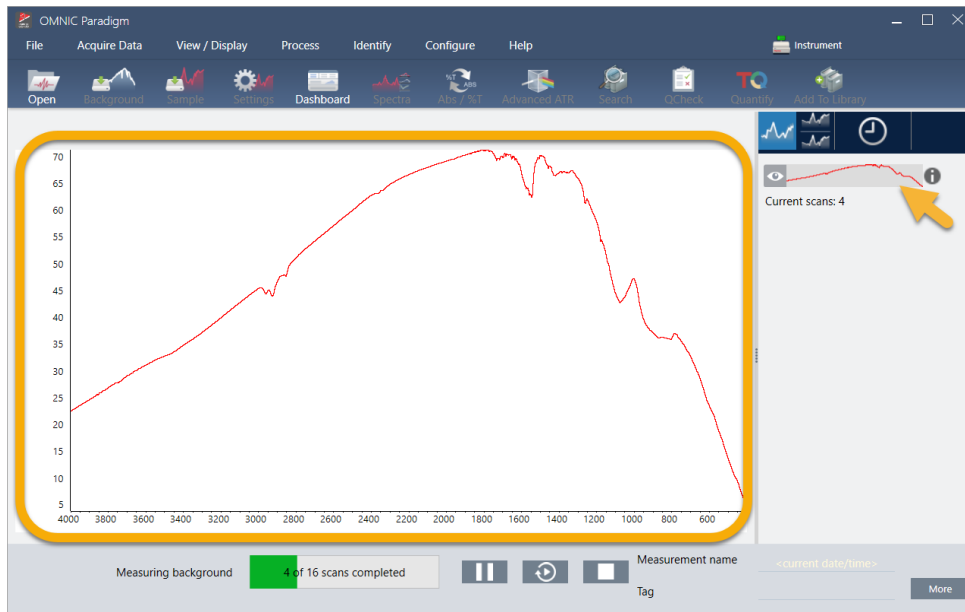 OMNIC Paradigm
File Acquire Data View / Display Process Identify Configure Help Instrument
Open Background Sample Settings Dashboard Spectra Abs / %T Advanced ATR Search QCheck Quantify Add To Library
%T ABS
TQ
Current scans: 4
70
65
60
55
50
45
40
35
30
25
20
15
10
5
4000 3800 3600 3400 3200 3000 2800 2600 2400 2200 2000 1800 1600 1400 1200 1000 800 600
Measuring background 4 of 16 scans completed
Measurement name <current date/time>
Tag
More